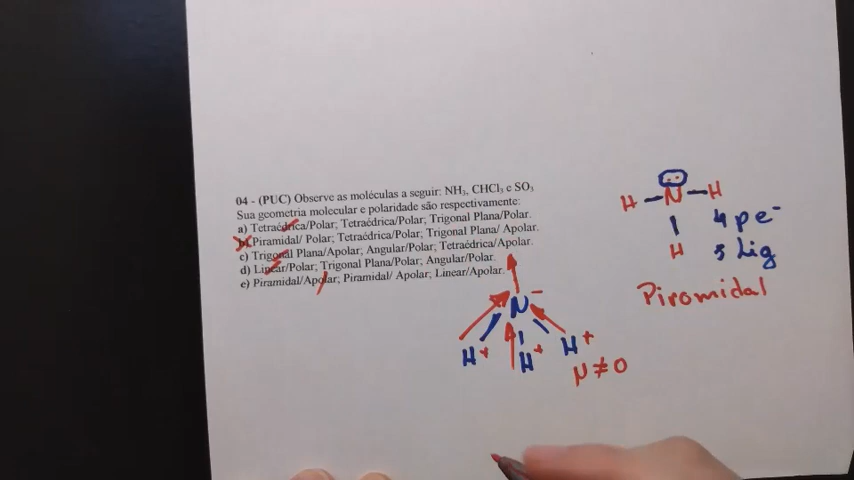 04 - (PUC) Observe as moléculas a seguir: NH₃, CHCl₃ e SO₃
Sua geometria molecular e polaridade são respectivamente:
a) Tetraédrica/Polar; Tetraédrica/Polar; Trigonal Plana/Polar.
b) Piramidal/ Polar; Tetraédrica/Polar; Trigonal Plana/ Apolar.
c) Trigonal Plana/Apolar; Angular/Polar; Tetraédrica/Apolar.
d) Linear/Polar; Trigonal Plana/Polar; Angular/Polar.
e) Piramidal/Apolar; Piramidal/ Apolar; Linear/Apolar.
H — N — H
| 4 p e⁻
H 3 Lig
Piromidal
N ⁻
H⁺ H⁺ H⁺
μ ≠ 0